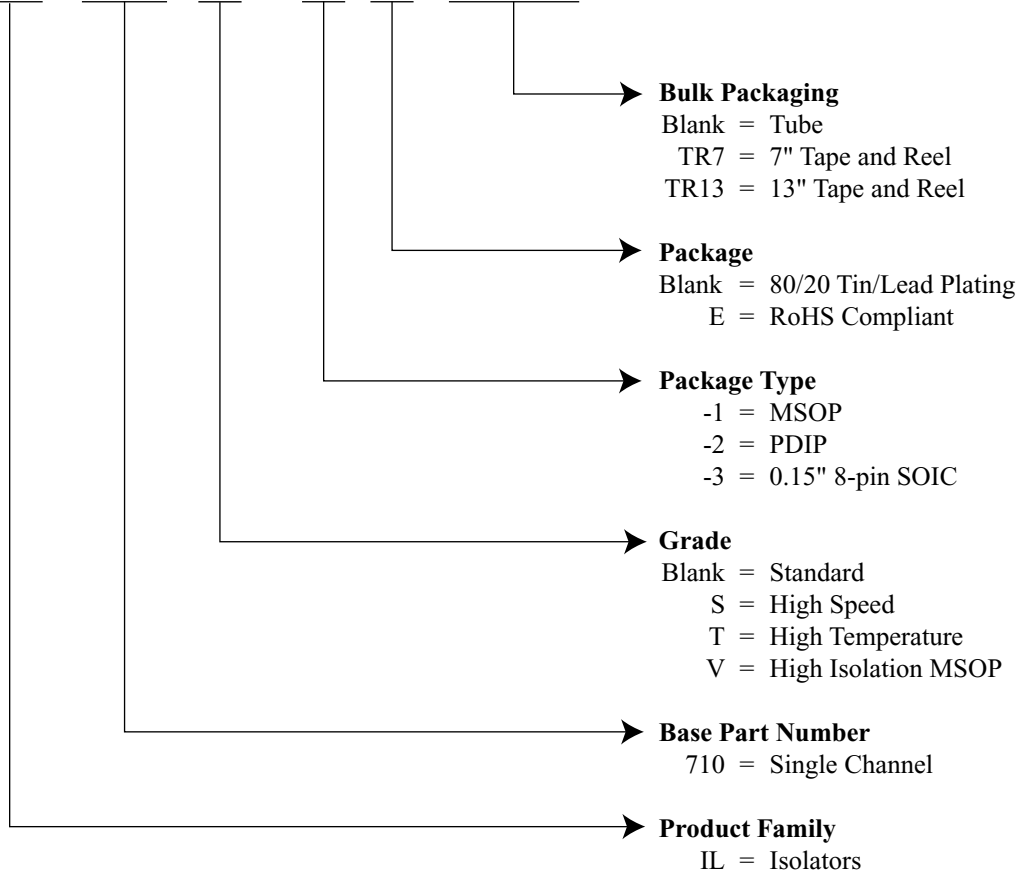 Bulk Packaging
Blank = Tube
TR7 = 7" Tape and Reel
TR13 = 13" Tape and Reel
Package
Blank = 80/20 Tin/Lead Plating
E = RoHS Compliant
Package Type
-1 = MSOP
-2 = PDIP
-3 = 0.15" 8-pin SOIC
Grade
Blank = Standard
S = High Speed
T = High Temperature
V = High Isolation MSOP
Base Part Number
710 = Single Channel
Product Family
IL = Isolators